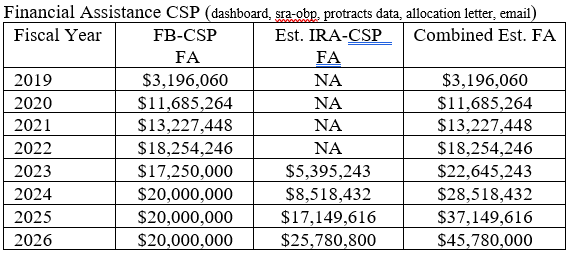 Financial Assistance CSP (dashboard, sra-obp, protracts data, allocation letter, email)
Fiscal Year FB-CSP FA Est. IRA-CSP FA Combined Est. FA
2019 $3,196,060 NA $3,196,060
2020 $11,685,264 NA $11,685,264
2021 $13,227,448 NA $13,227,448
2022 $18,254,246 NA $18,254,246
2023 $17,250,000 $5,395,243 $22,645,243
2024 $20,000,000 $8,518,432 $28,518,432
2025 $20,000,000 $17,149,616 $37,149,616
2026 $20,000,000 $25,780,800 $45,780,000